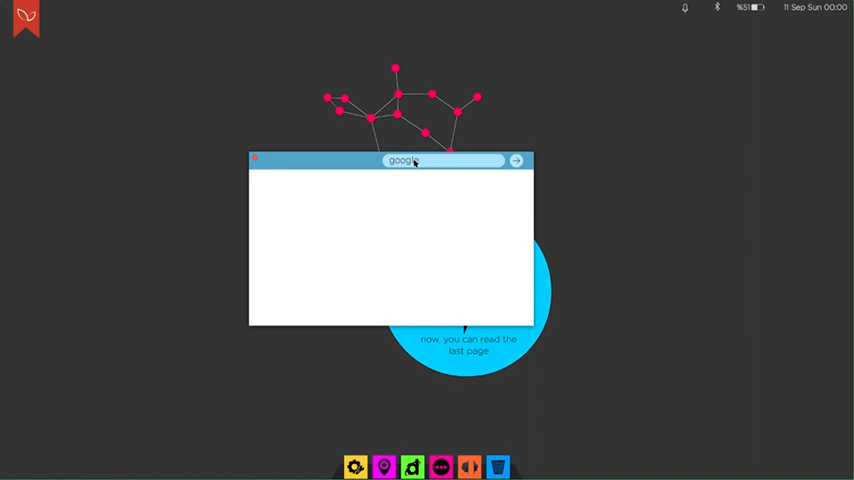 %51
11 Sep Sun 00:00
google
now, you can read the
last page